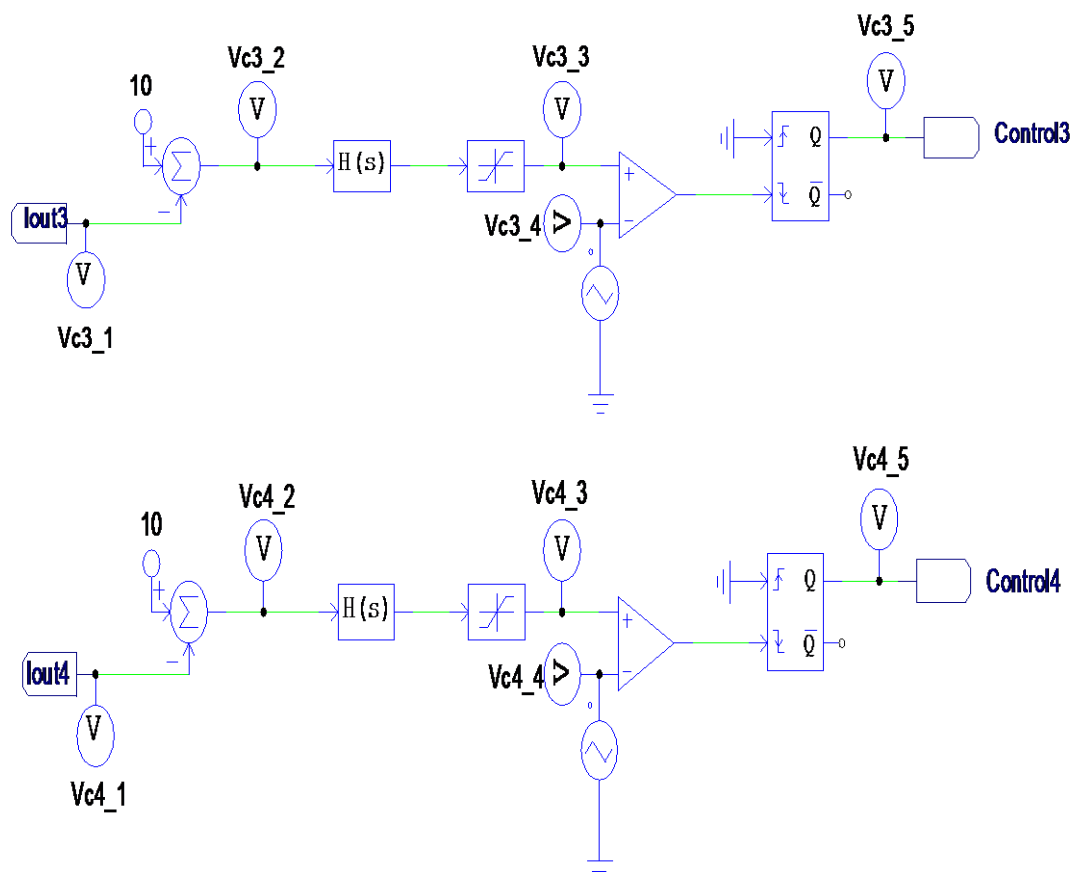 Vc3_5
Vc3_2
Vc3_3
10
V
V
V
+
Σ
H(s)
Q
Control3
+
−
Iout3
Vc3_4
V
−
Q
V
o
Vc3_1
Vc4_5
Vc4_2
Vc4_3
10
V
V
V
+
Σ
H(s)
Q
Control4
+
−
Iout4
Vc4_4
V
−
Q
V
o
Vc4_1